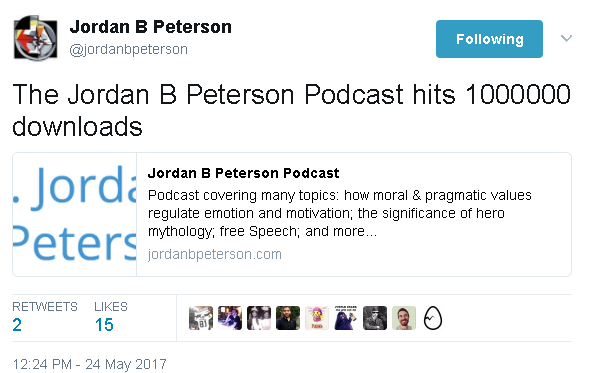 Jordan B Peterson
@jordanbpeterson
Following
The Jordan B Peterson Podcast hits 1000000
downloads
. Jorda
Peters
Jordan B Peterson Podcast
Podcast covering many topics: how moral & pragmatic values
regulate emotion and motivation; the significance of hero
mythology; free Speech; and more...
jordanbpeterson.com
RETWEETS
2
LIKES
15
12:24 PM - 24 May 2017